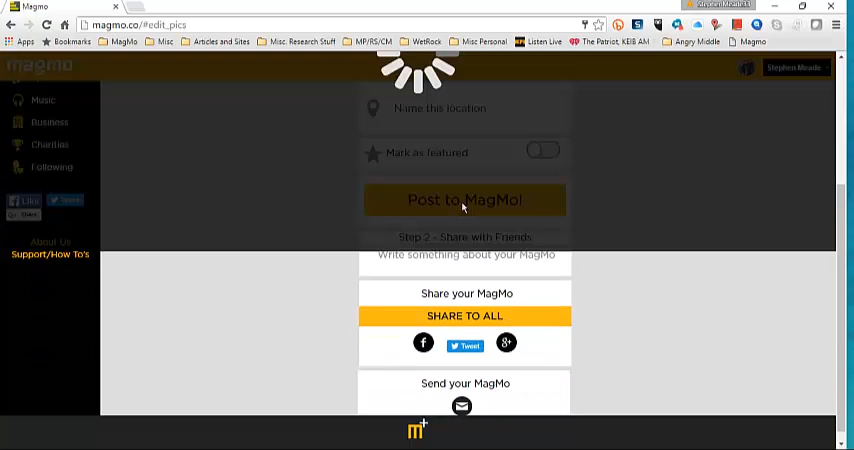 Magmo
StephenMeade33
magmo.co/#edit_pics
Apps Bookmarks MagMo Misc Articles and Sites Misc. Research Stuff MP/RS/CM WetRock Misc Personal Listen Live The Patriot, KEIB AM Angry Middle Magmo
magmo
Stephen.Meade
Music
Name this location
Business
Charities
Mark as featured
Following
Like Tweet
Post to MagMo!
Share
About Us
Step 2 - Share with Friends
Support/How To's
Write something about your MagMo
Share your MagMo
SHARE TO ALL
f Tweet g+
Send your MagMo
m+